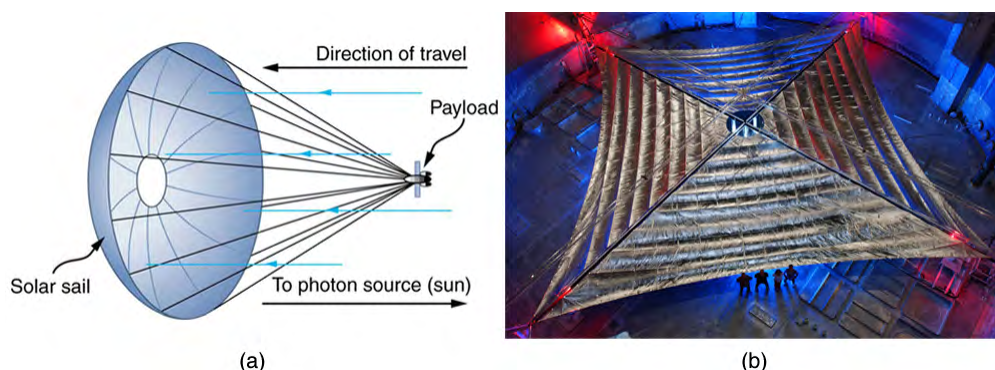 Direction of travel
Payload
Solar sail
To photon source (sun)
(a)
(b)